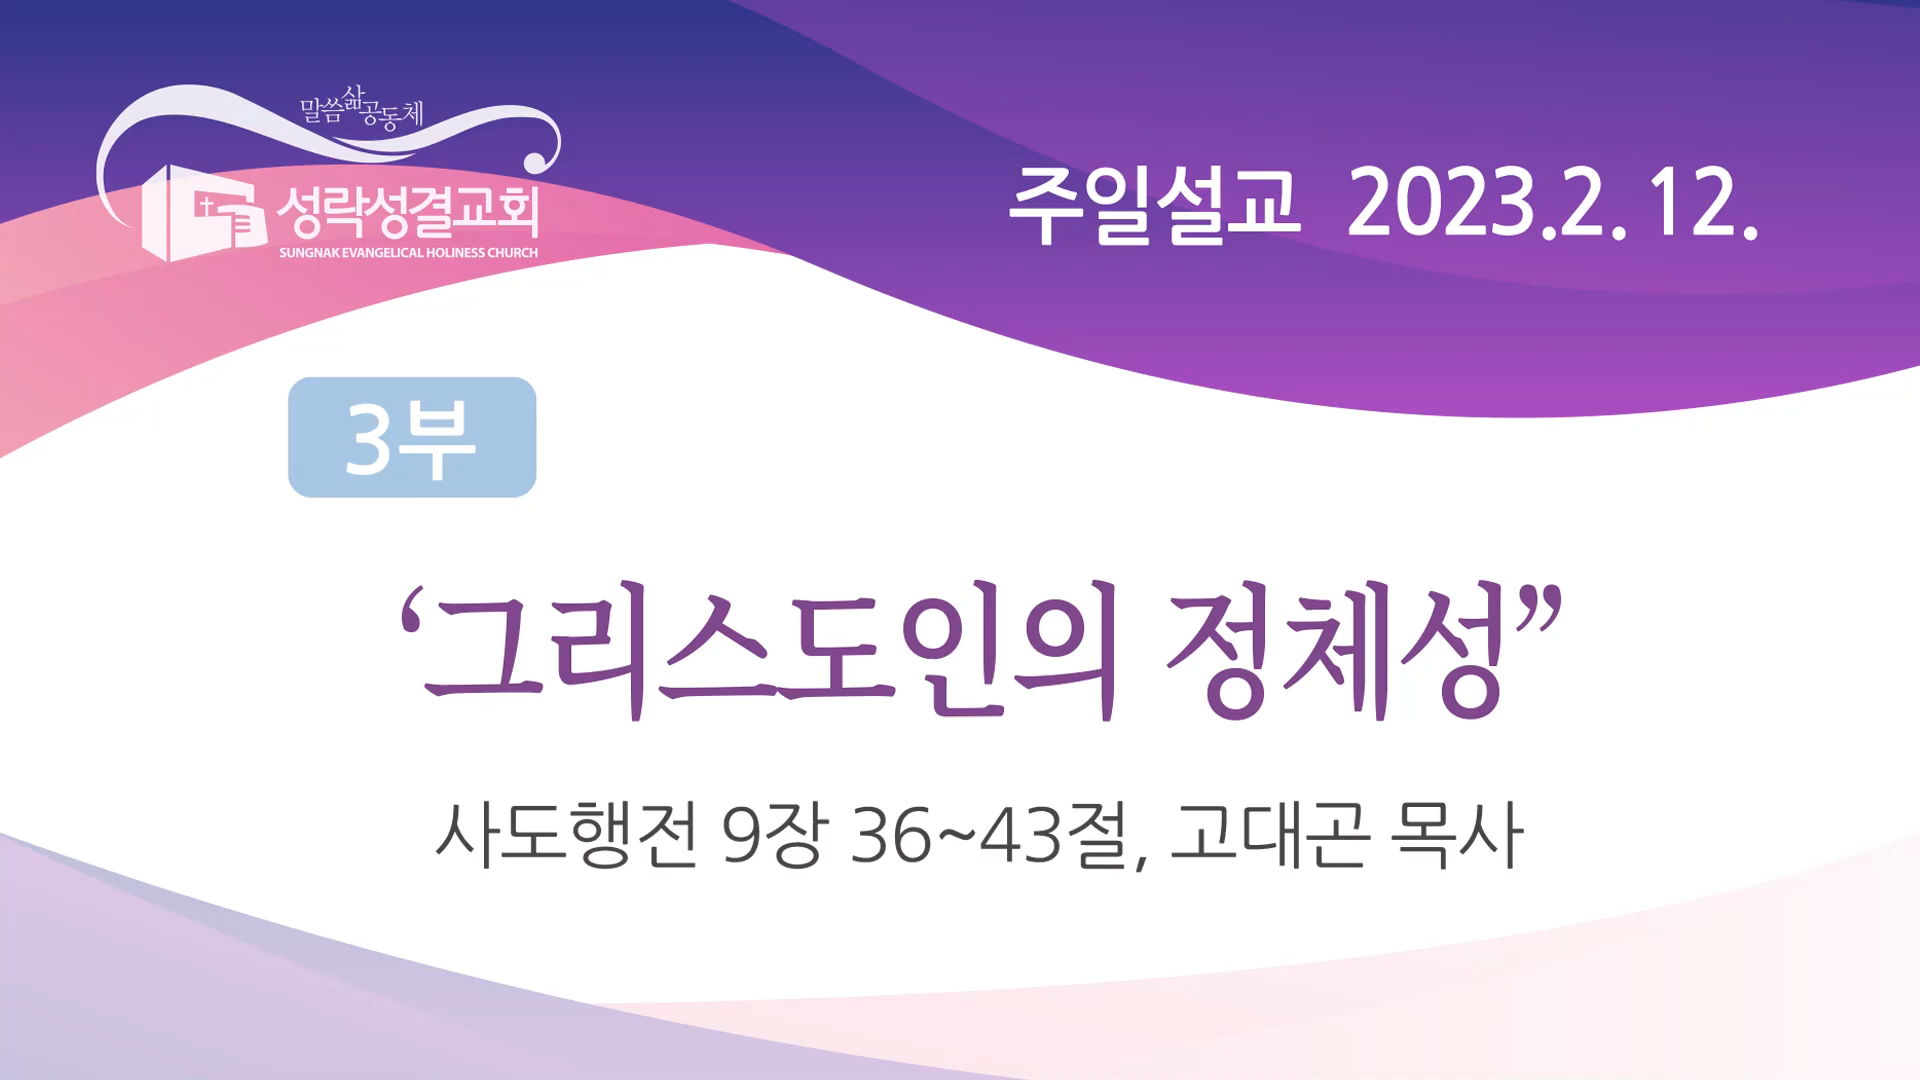 말씀삶공동체
성락성결교회
SUNGNAK EVANGELICAL HOLINESS CHURCH
주일설교 2023.2.12.
3부
‘그리스도인의 정체성”
사도행전 9장 36~43절, 고대곤 목사